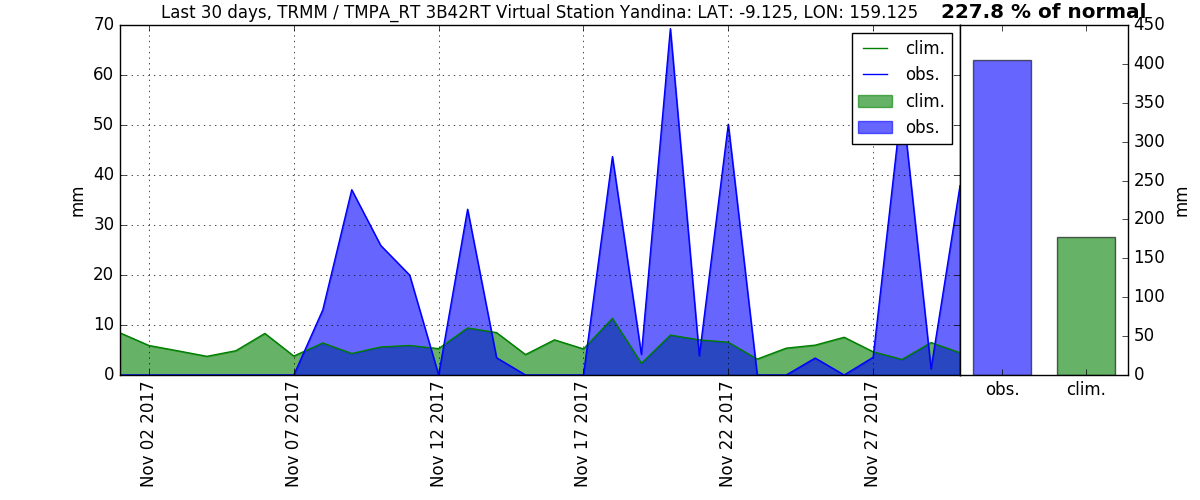 Last 30 days, TRMM / TMPA_RT 3B42RT Virtual Station Yandina: LAT: -9.125, LON: 159.125
227.8 % of normal
70
60
50
40
30
20
10
0
mm
clim.
obs.
clim.
obs.
Nov 02 2017
Nov 07 2017
Nov 12 2017
Nov 17 2017
Nov 22 2017
Nov 27 2017
450
400
350
300
250
200
150
100
50
0
mm
obs.
clim.